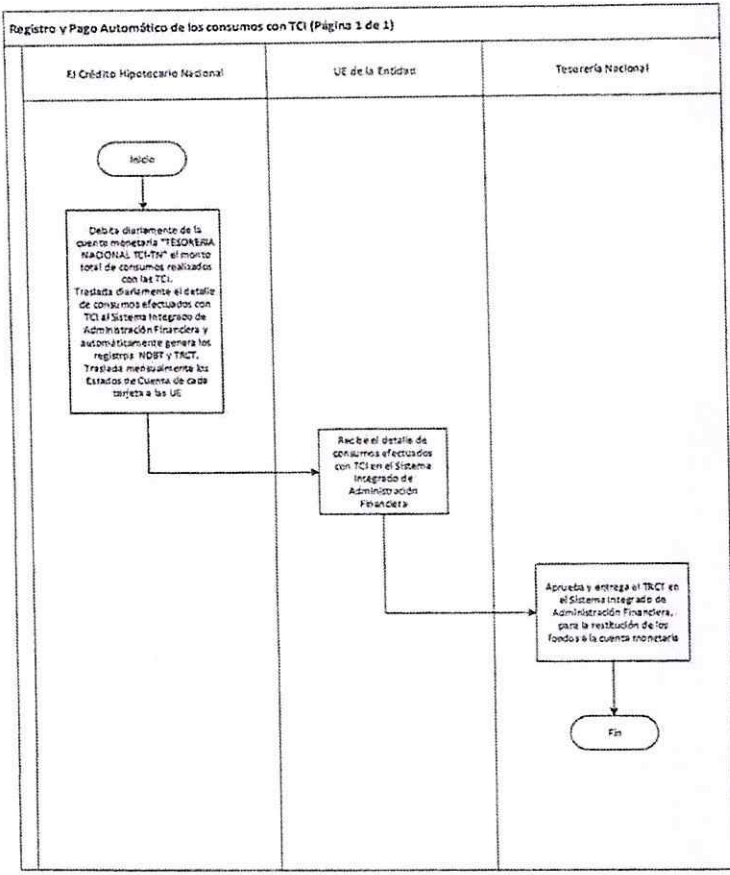 Registro y Pago Automático de los consumos con TCI (Página 1 de 1)
El Crédito Hipotecario Nacional
UE de la Entidad
Tesorería Nacional
Inicio
Debita diariamente de la
cuenta monetaria "TESORERIA
NACIONAL TCI-TN" el monto
total de consumos realizados
con las TCI.
Traslada diariamente el detalle
de consumos efectuados con
TCI al Sistema Integrado de
Administración Financiera y
automáticamente genera los
registros NDBT y TRCT.
Traslada mensualmente los
Estados de Cuenta de cada
tarjeta a las UE
Recibe el detalle de
consumos efectuados
con TCI en el Sistema
Integrado de
Administración
Financiera
Aprueba y entrega el TRCT en
el Sistema Integrado de
Administración Financiera,
para la restitución de los
fondos a la cuenta monetaria
Fin